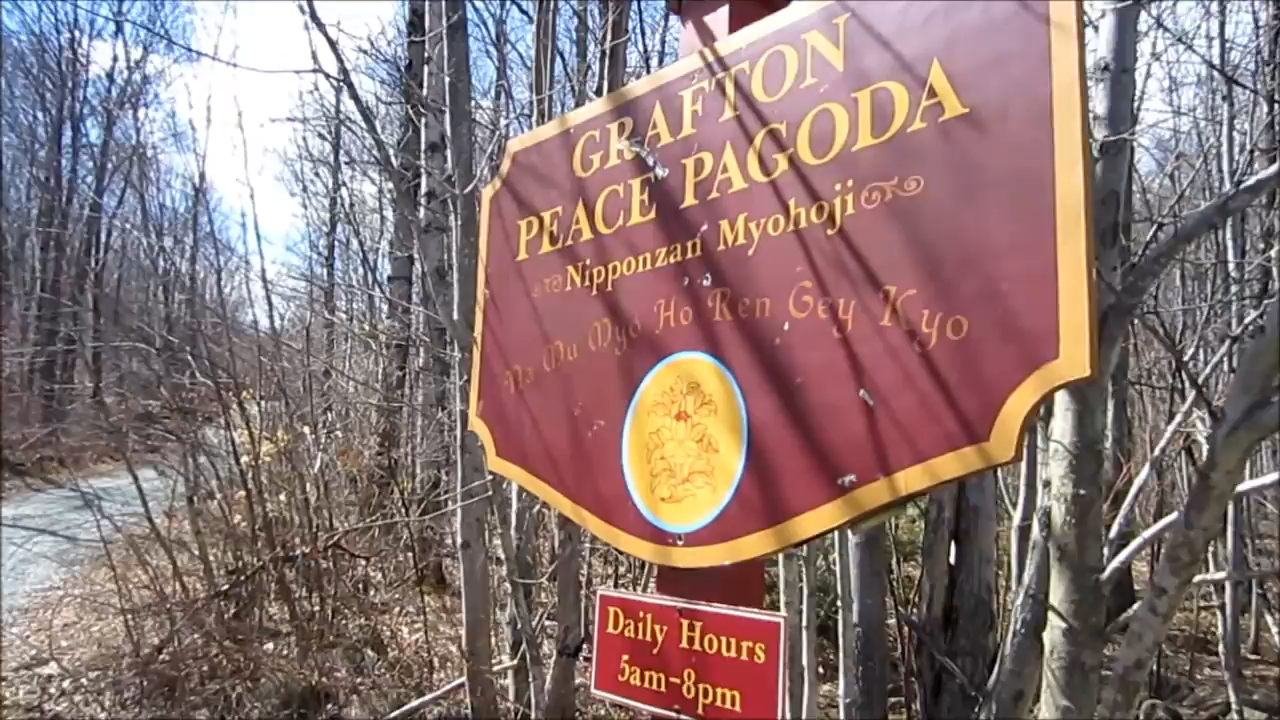 GRAFTON
PEACE PAGODA
Nipponzan Myohoji
Na Mu Myo Ho Ren Gey Kyo
Daily Hours
5am-8pm